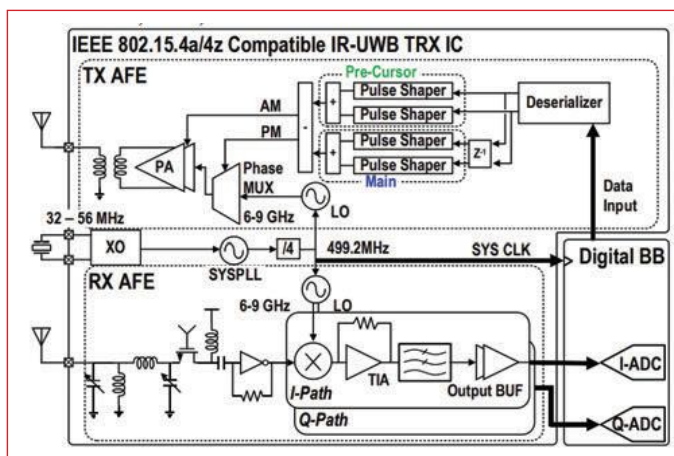 IEEE 802.15.4a/4z Compatible IR-UWB TRX IC
TX AFE
Pre-Cursor
Pulse Shaper
Pulse Shaper
+
Deserializer
AM
PM
-
Pulse Shaper
Pulse Shaper
+
Z-1
Main
PA
Phase
MUX
6-9 GHz
LO
Data
Input
32 – 56 MHz
XO
SYSPLL
/4
499.2MHz
SYS CLK
Digital BB
RX AFE
6-9 GHz
LO
I-Path
TIA
Output BUF
Q-Path
I-ADC
Q-ADC